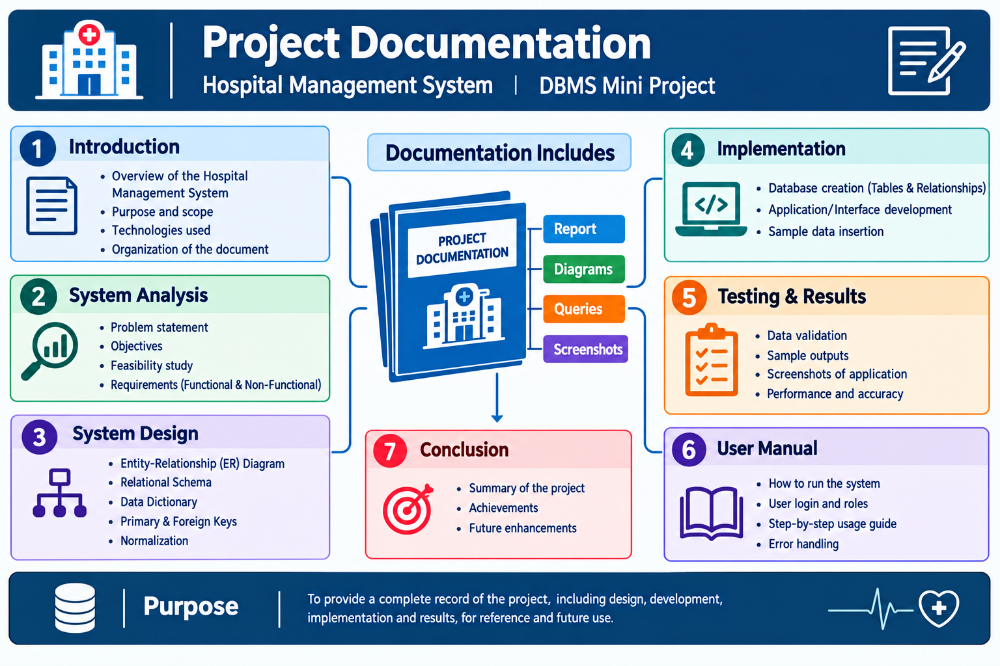 Project Documentation
Hospital Management System | DBMS Mini Project
1 Introduction
• Overview of the Hospital
Management System
• Purpose and scope
• Technologies used
• Organization of the document
2 System Analysis
• Problem statement
• Objectives
• Feasibility study
• Requirements (Functional & Non-Functional)
3 System Design
• Entity-Relationship (ER) Diagram
• Relational Schema
• Data Dictionary
• Primary & Foreign Keys
• Normalization
Documentation Includes
PROJECT
DOCUMENTATION
Report
Diagrams
Queries
Screenshots
4 Implementation
</>
• Database creation (Tables & Relationships)
• Application/Interface development
• Sample data insertion
5 Testing & Results
• Data validation
• Sample outputs
• Screenshots of application
• Performance and accuracy
6 User Manual
• How to run the system
• User login and roles
• Step-by-step usage guide
• Error handling
7 Conclusion
• Summary of the project
• Achievements
• Future enhancements
Purpose
To provide a complete record of the project, including design, development,
implementation and results, for reference and future use.